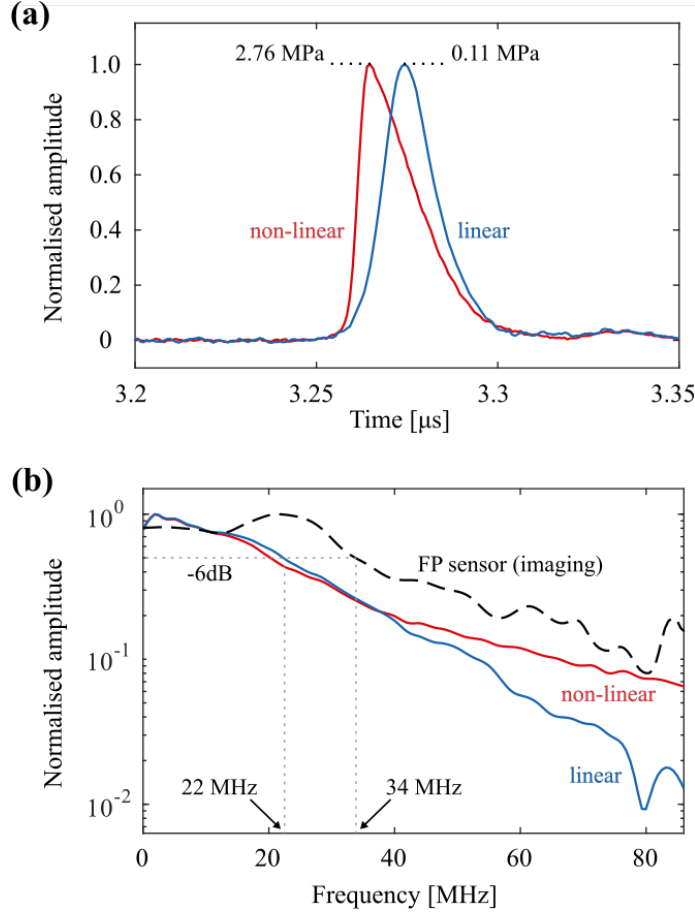 (a)
2.76 MPa 0.11 MPa
1.0
0.8
0.6
0.4
0.2
0
Normalised amplitude
non-linear linear
3.2 3.25 3.3 3.35
Time [μs]
(b)
10^0
10^-1
10^-2
Normalised amplitude
-6dB
FP sensor (imaging)
non-linear
linear
22 MHz 34 MHz
0 20 40 60 80
Frequency [MHz]